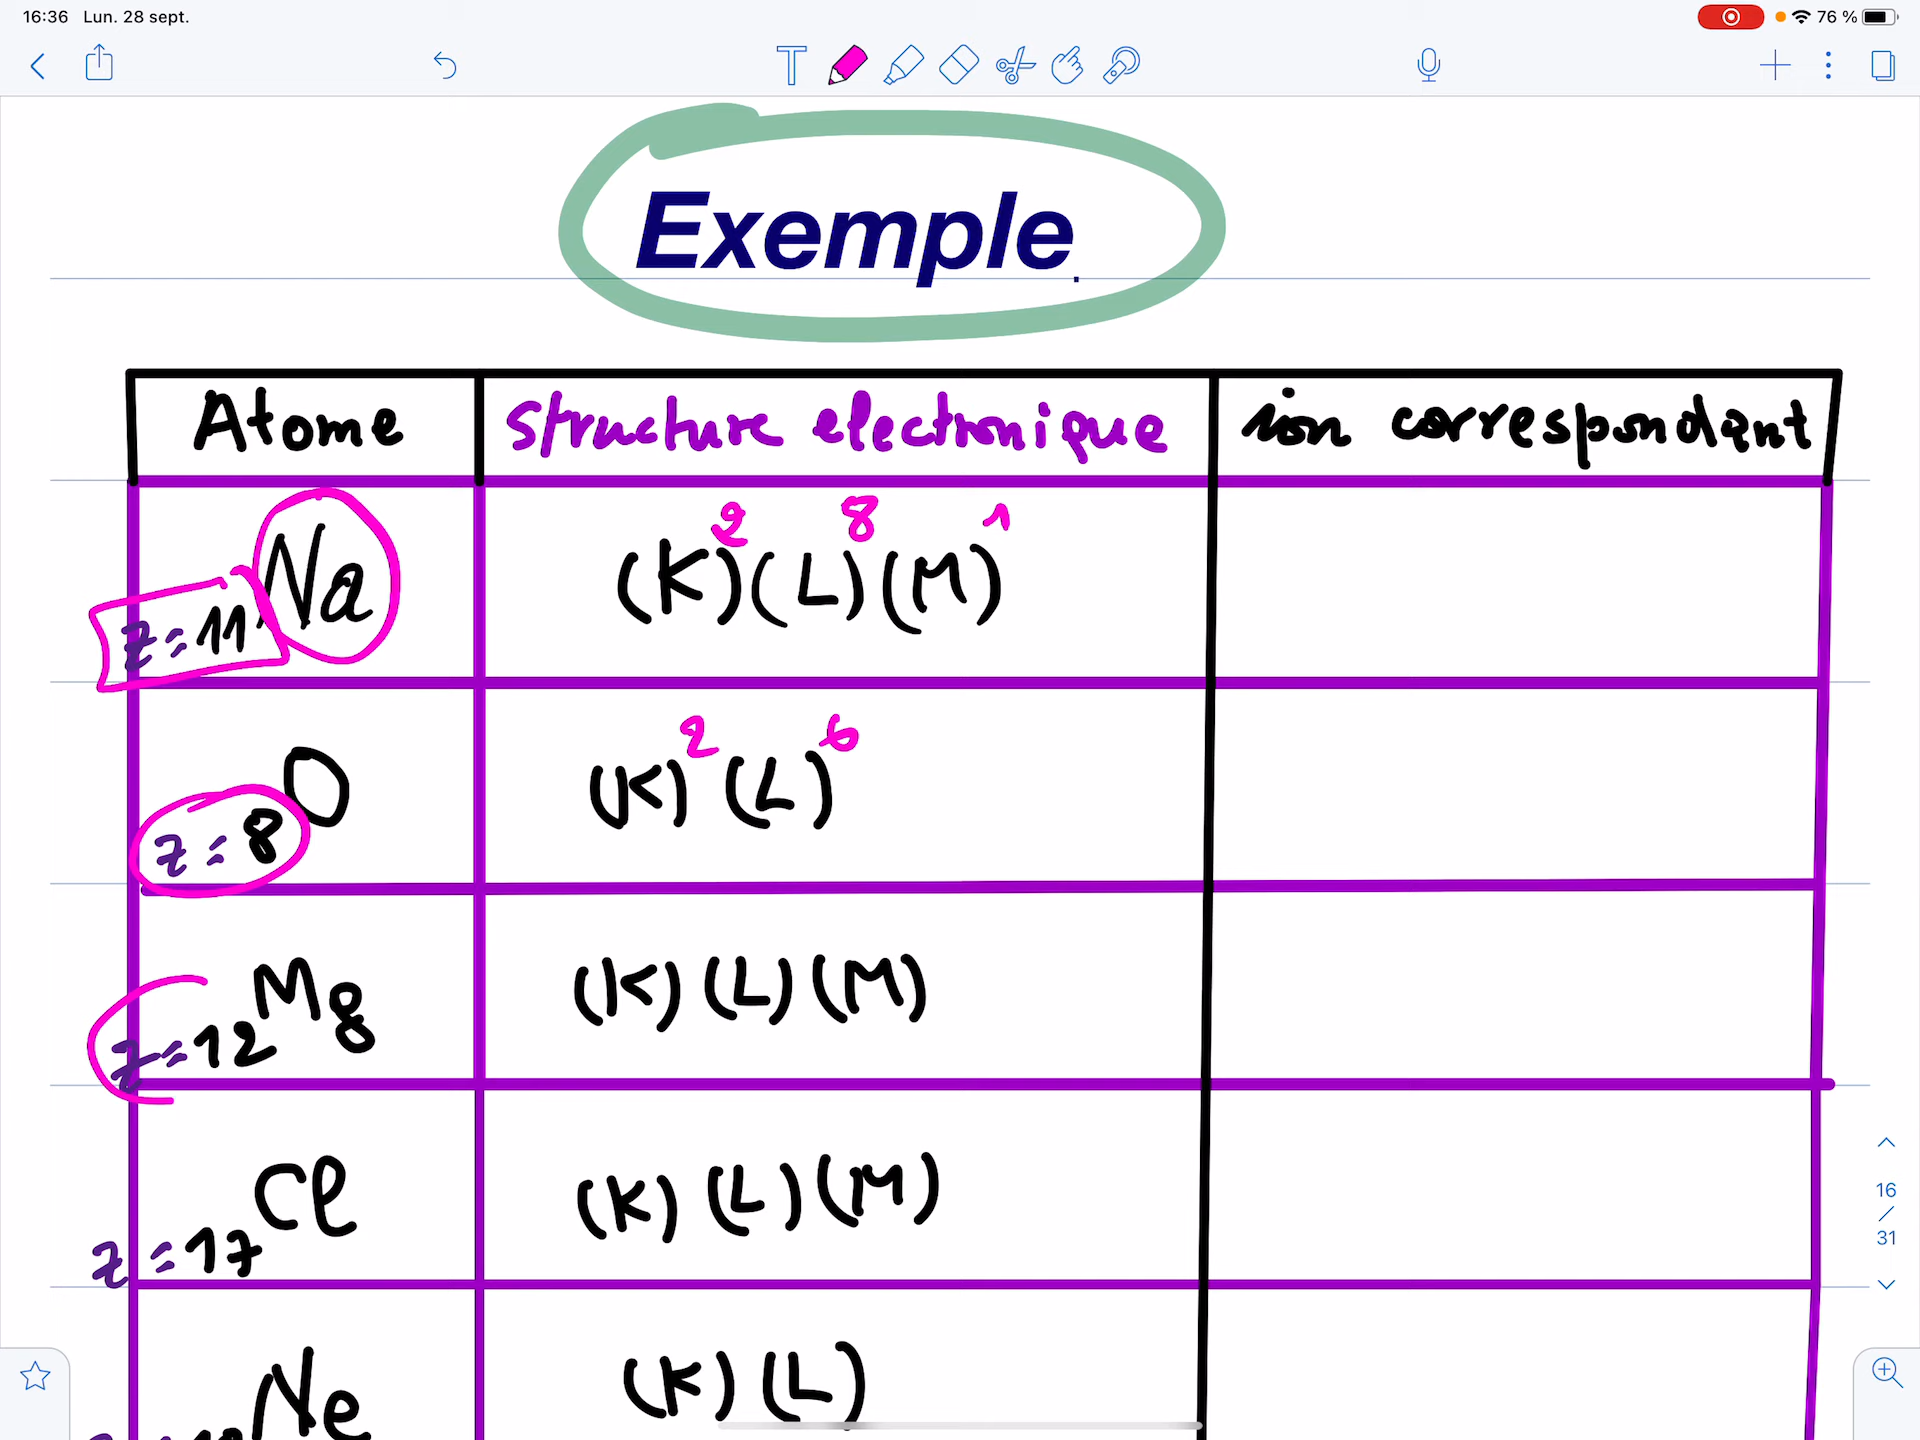 16:36 Lun. 28 sept. 76 %
T
Exemple.
Atome structure electronique ion correspondant
z=11 Na (K)² (L)⁸ (M)¹
z=8 O (K)² (L)⁶
z=12 Mg (K) (L) (M)
z=17 Cl (K) (L) (M)
16
/
31
Ne (K) (L)